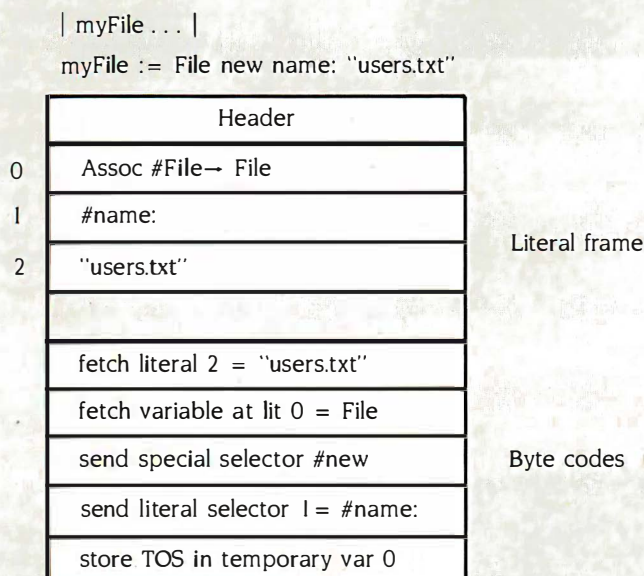 | myFile . . . |
myFile := File new name: "users.txt"
Header
0 Assoc #File→ File
1 #name:
Literal frame
2 "users.txt"
fetch literal 2 = "users.txt"
fetch variable at lit 0 = File
send special selector #new
Byte codes
send literal selector 1 = #name:
store TOS in temporary var 0